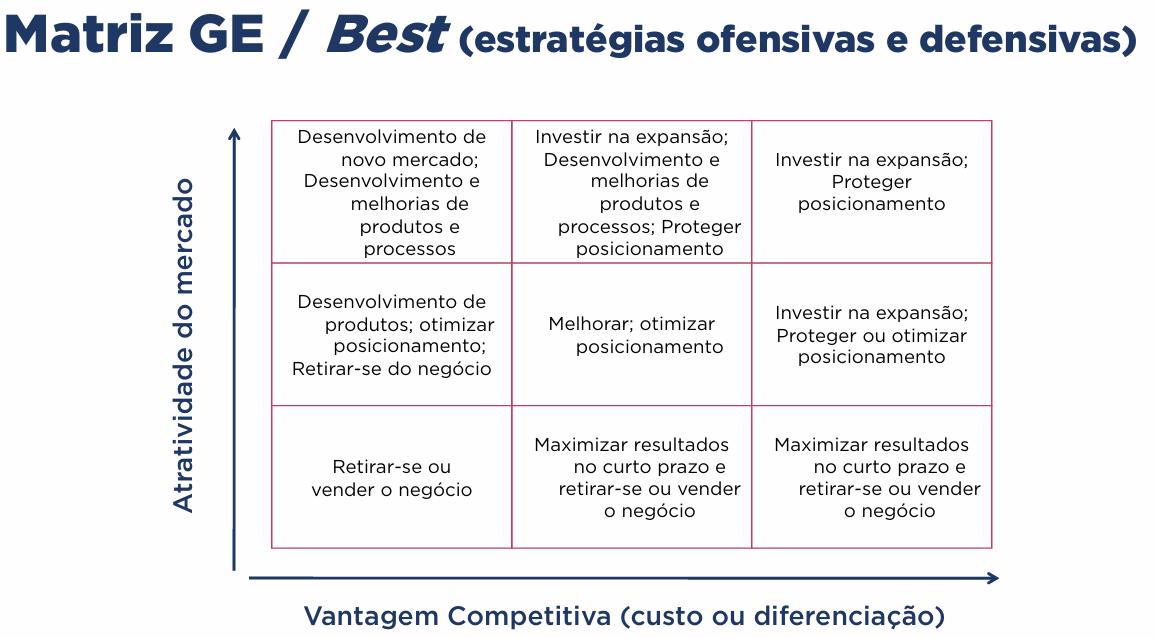 Matriz GE / Best (estratégias ofensivas e defensivas)
Atratividade do mercado
Desenvolvimento de
novo mercado;
Desenvolvimento e
melhorias de
produtos e
processos
Investir na expansão;
Desenvolvimento e
melhorias de
produtos e
processos; Proteger
posicionamento
Investir na expansão;
Proteger
posicionamento
Desenvolvimento de
produtos; otimizar
posicionamento;
Retirar-se do negócio
Melhorar; otimizar
posicionamento
Investir na expansão;
Proteger ou otimizar
posicionamento
Retirar-se ou
vender o negócio
Maximizar resultados
no curto prazo e
retirar-se ou vender
o negócio
Maximizar resultados
no curto prazo e
retirar-se ou vender
o negócio
Vantagem Competitiva (custo ou diferenciação)